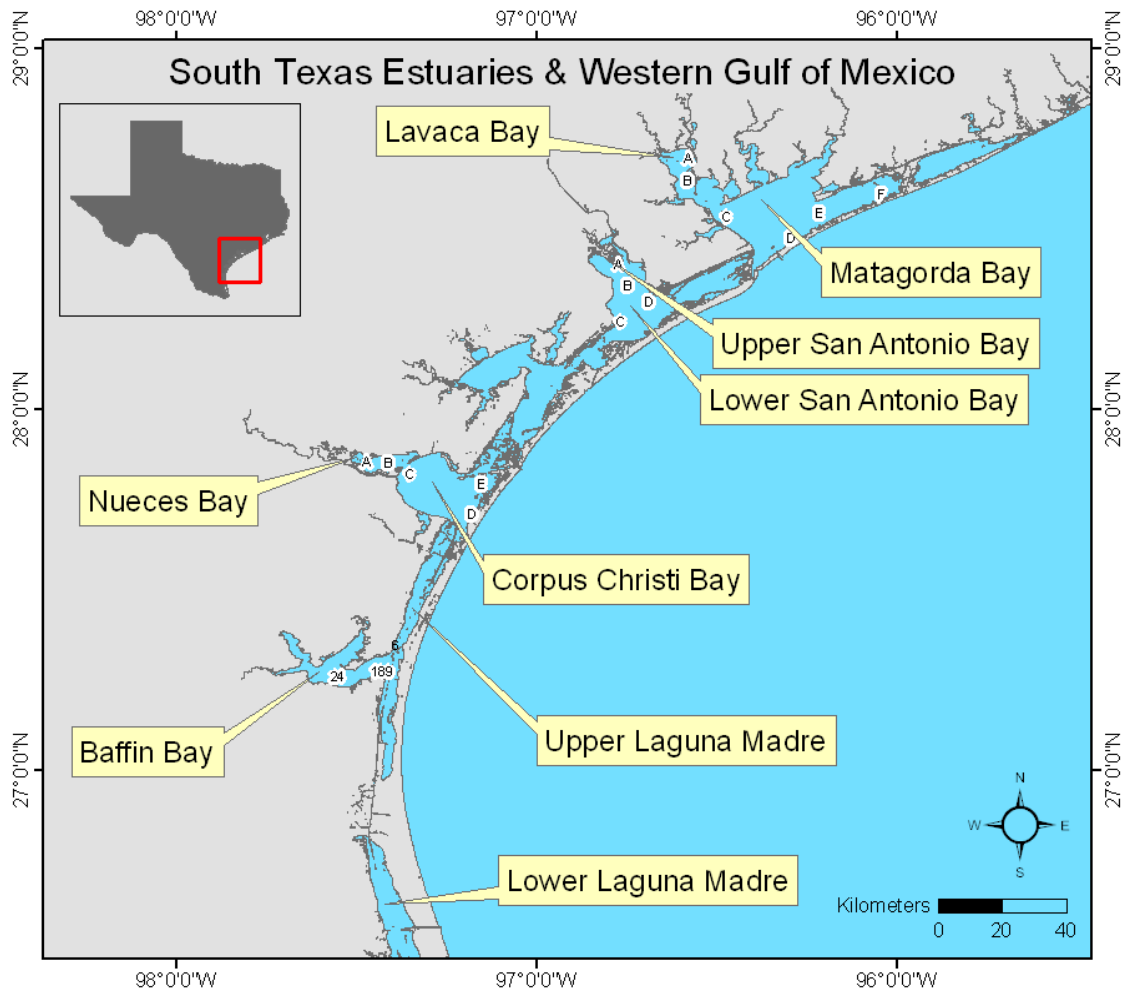 98°0'0"W 97°0'0"W 96°0'0"W
29°0'0"N
29°0'0"N
South Texas Estuaries & Western Gulf of Mexico
Lavaca Bay
A
B
C
D
E
F
Matagorda Bay
A
B
D
C
Upper San Antonio Bay
Lower San Antonio Bay
28°0'0"N
28°0'0"N
A
B
C
E
D
Nueces Bay
Corpus Christi Bay
6
189
24
Baffin Bay
Upper Laguna Madre
27°0'0"N
27°0'0"N
N
W
E
S
Lower Laguna Madre
Kilometers
0 20 40
98°0'0"W 97°0'0"W 96°0'0"W